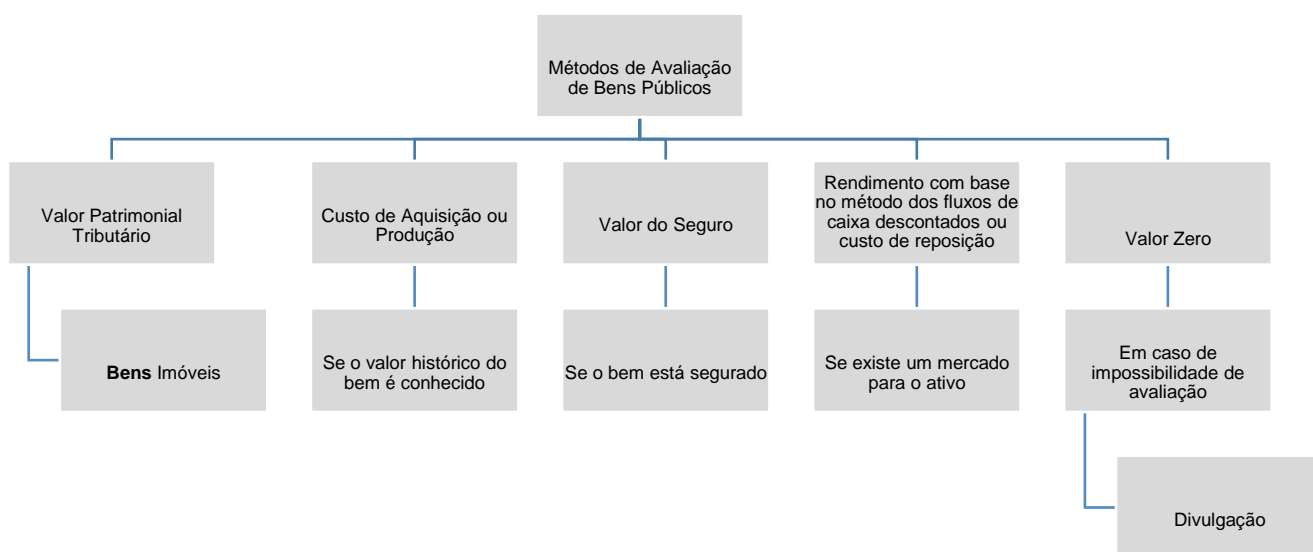 Métodos de Avaliação
de Bens Públicos
Valor Patrimonial
Tributário
Custo de Aquisição ou
Produção
Valor do Seguro
Rendimento com base
no método dos fluxos de
caixa descontados ou
custo de reposição
Valor Zero
Bens Imóveis
Se o valor histórico do
bem é conhecido
Se o bem está segurado
Se existe um mercado
para o ativo
Em caso de
impossibilidade de
avaliação
Divulgação